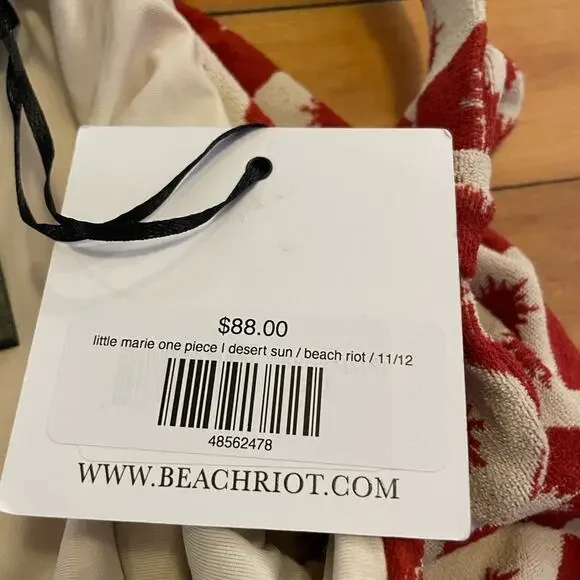 $88.00
little marie one piece | desert sun / beach riot / 11/12
48562478
WWW.BEACHRIOT.COM